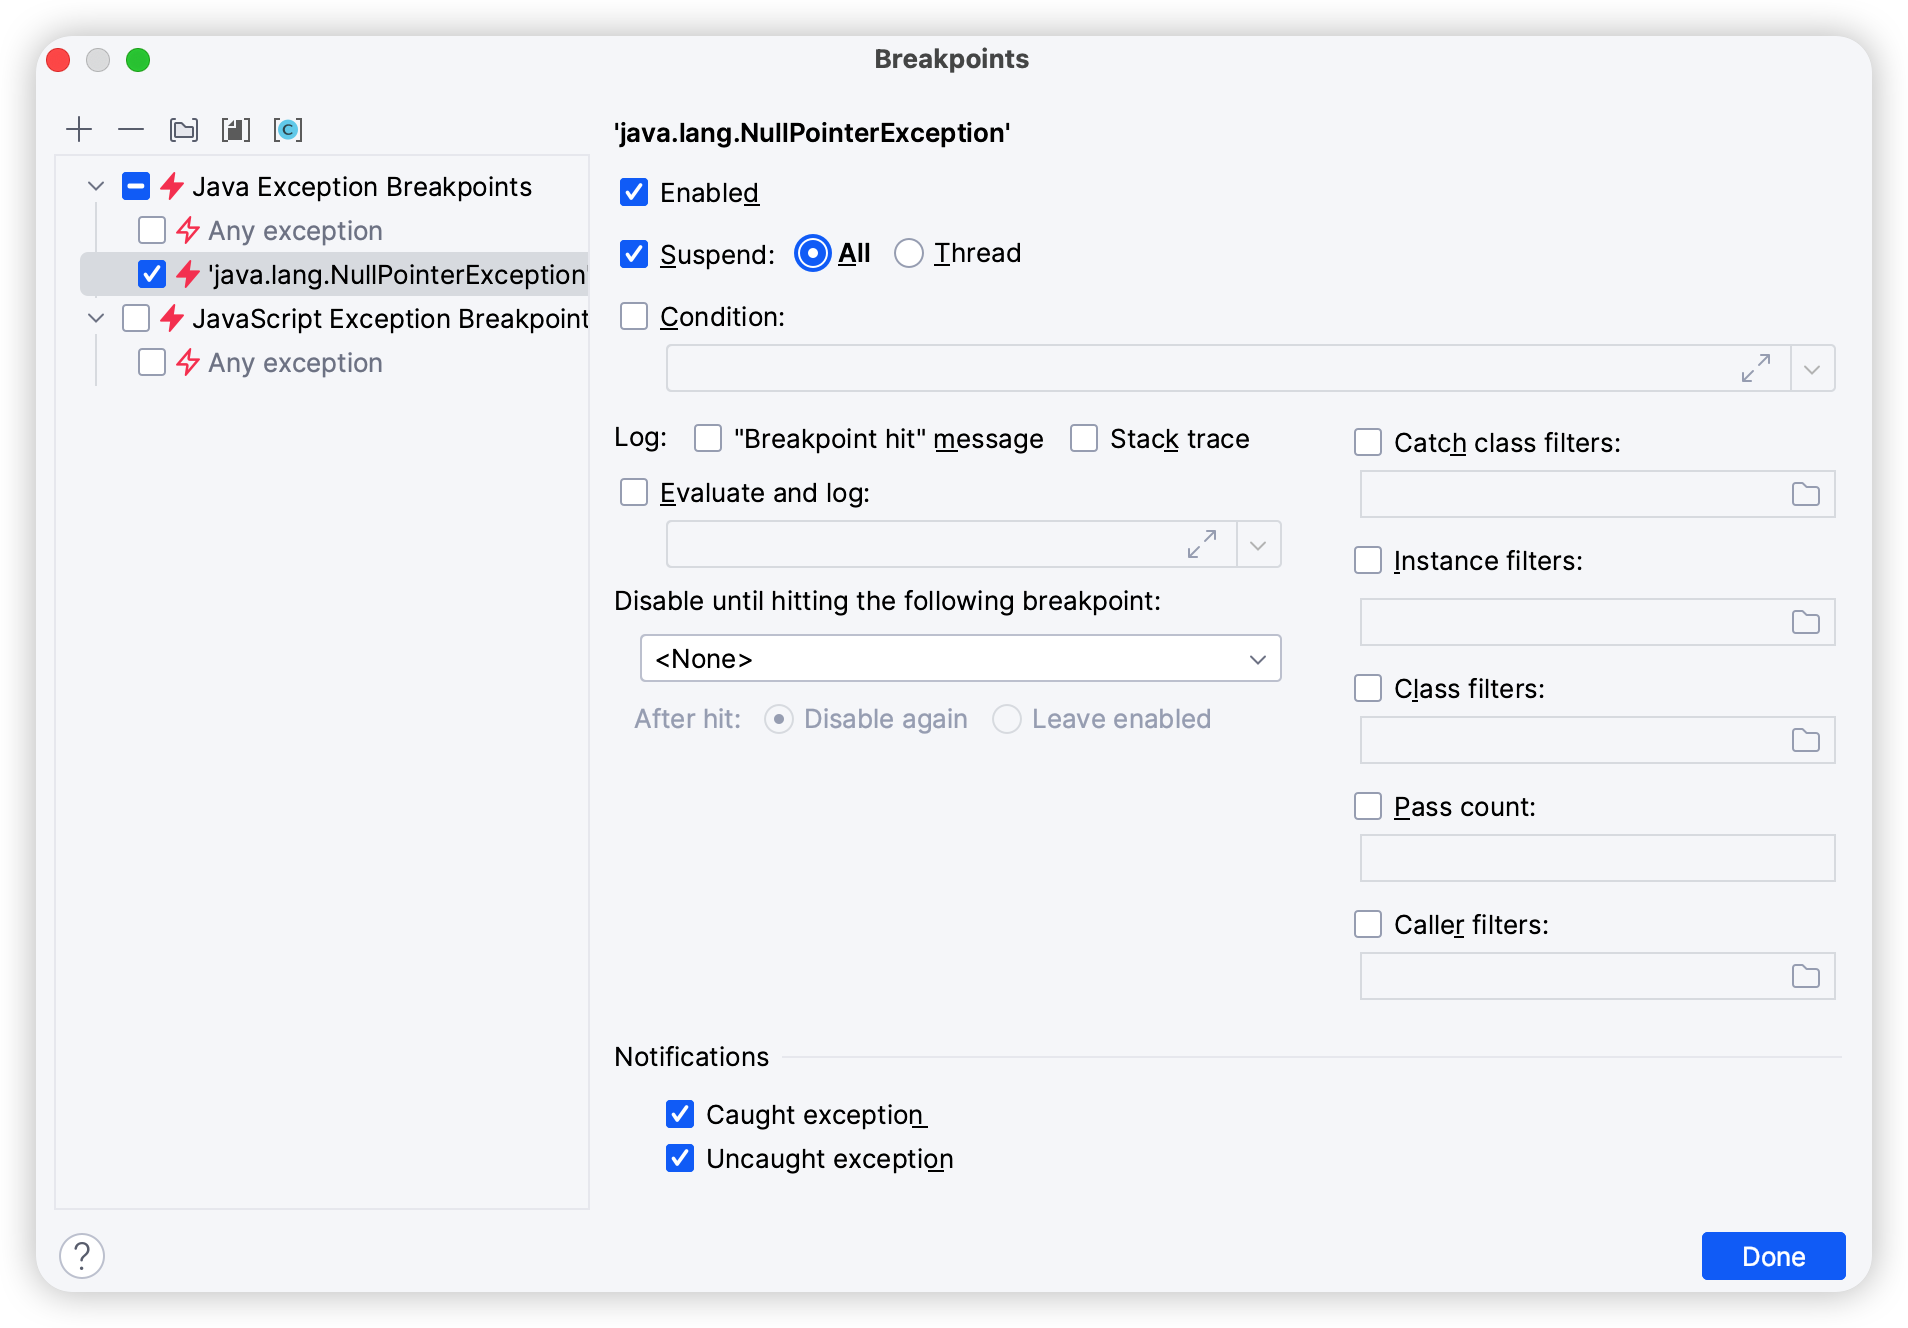 Breakpoints
Java Exception Breakpoints
Any exception
'java.lang.NullPointerException'
JavaScript Exception Breakpoint
Any exception
'java.lang.NullPointerException'
Enabled
Suspend: All Thread
Condition:
Log: "Breakpoint hit" message Stack trace
Evaluate and log:
Disable until hitting the following breakpoint:
<None>
After hit: Disable again Leave enabled
Catch class filters:
Instance filters:
Class filters:
Pass count:
Caller filters:
Notifications
Caught exception
Uncaught exception
?
Done